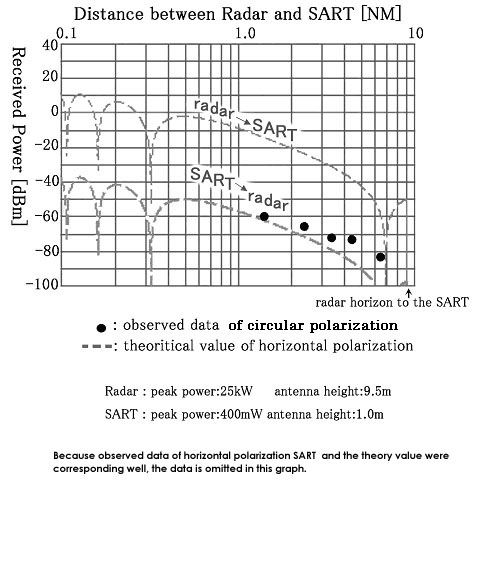 Distance between Radar and SART [NM]
0.1 1.0 10
Received Power [dBm]
40
20
0
-20
-40
-60
-80
-100
radar→SART
SART→radar
radar horizon to the SART
●: observed data of circular polarization
---: theoritical value of horizontal polarization
Radar : peak power:25kW antenna height:9.5m
SART : peak power:400mW antenna height:1.0m
Because observed data of horizontal polarization SART and the theory value were
corresponding well, the data is omitted in this graph.